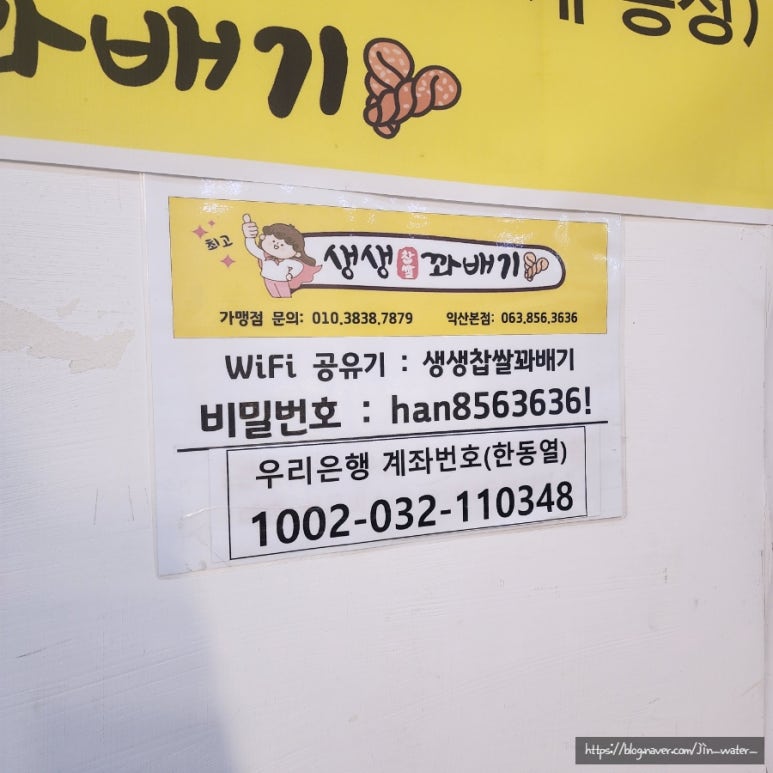 꽈배기
개 증정)
최고
생생찹쌀꽈배기
가맹점 문의: 010.3838.7879 익산본점: 063.856.3636
WiFi 공유기 : 생생찹쌀꽈배기
비밀번호 : han8563636!
우리은행 계좌번호(한동열)
1002-032-110348
https://blog.naver.com/Jin_water_